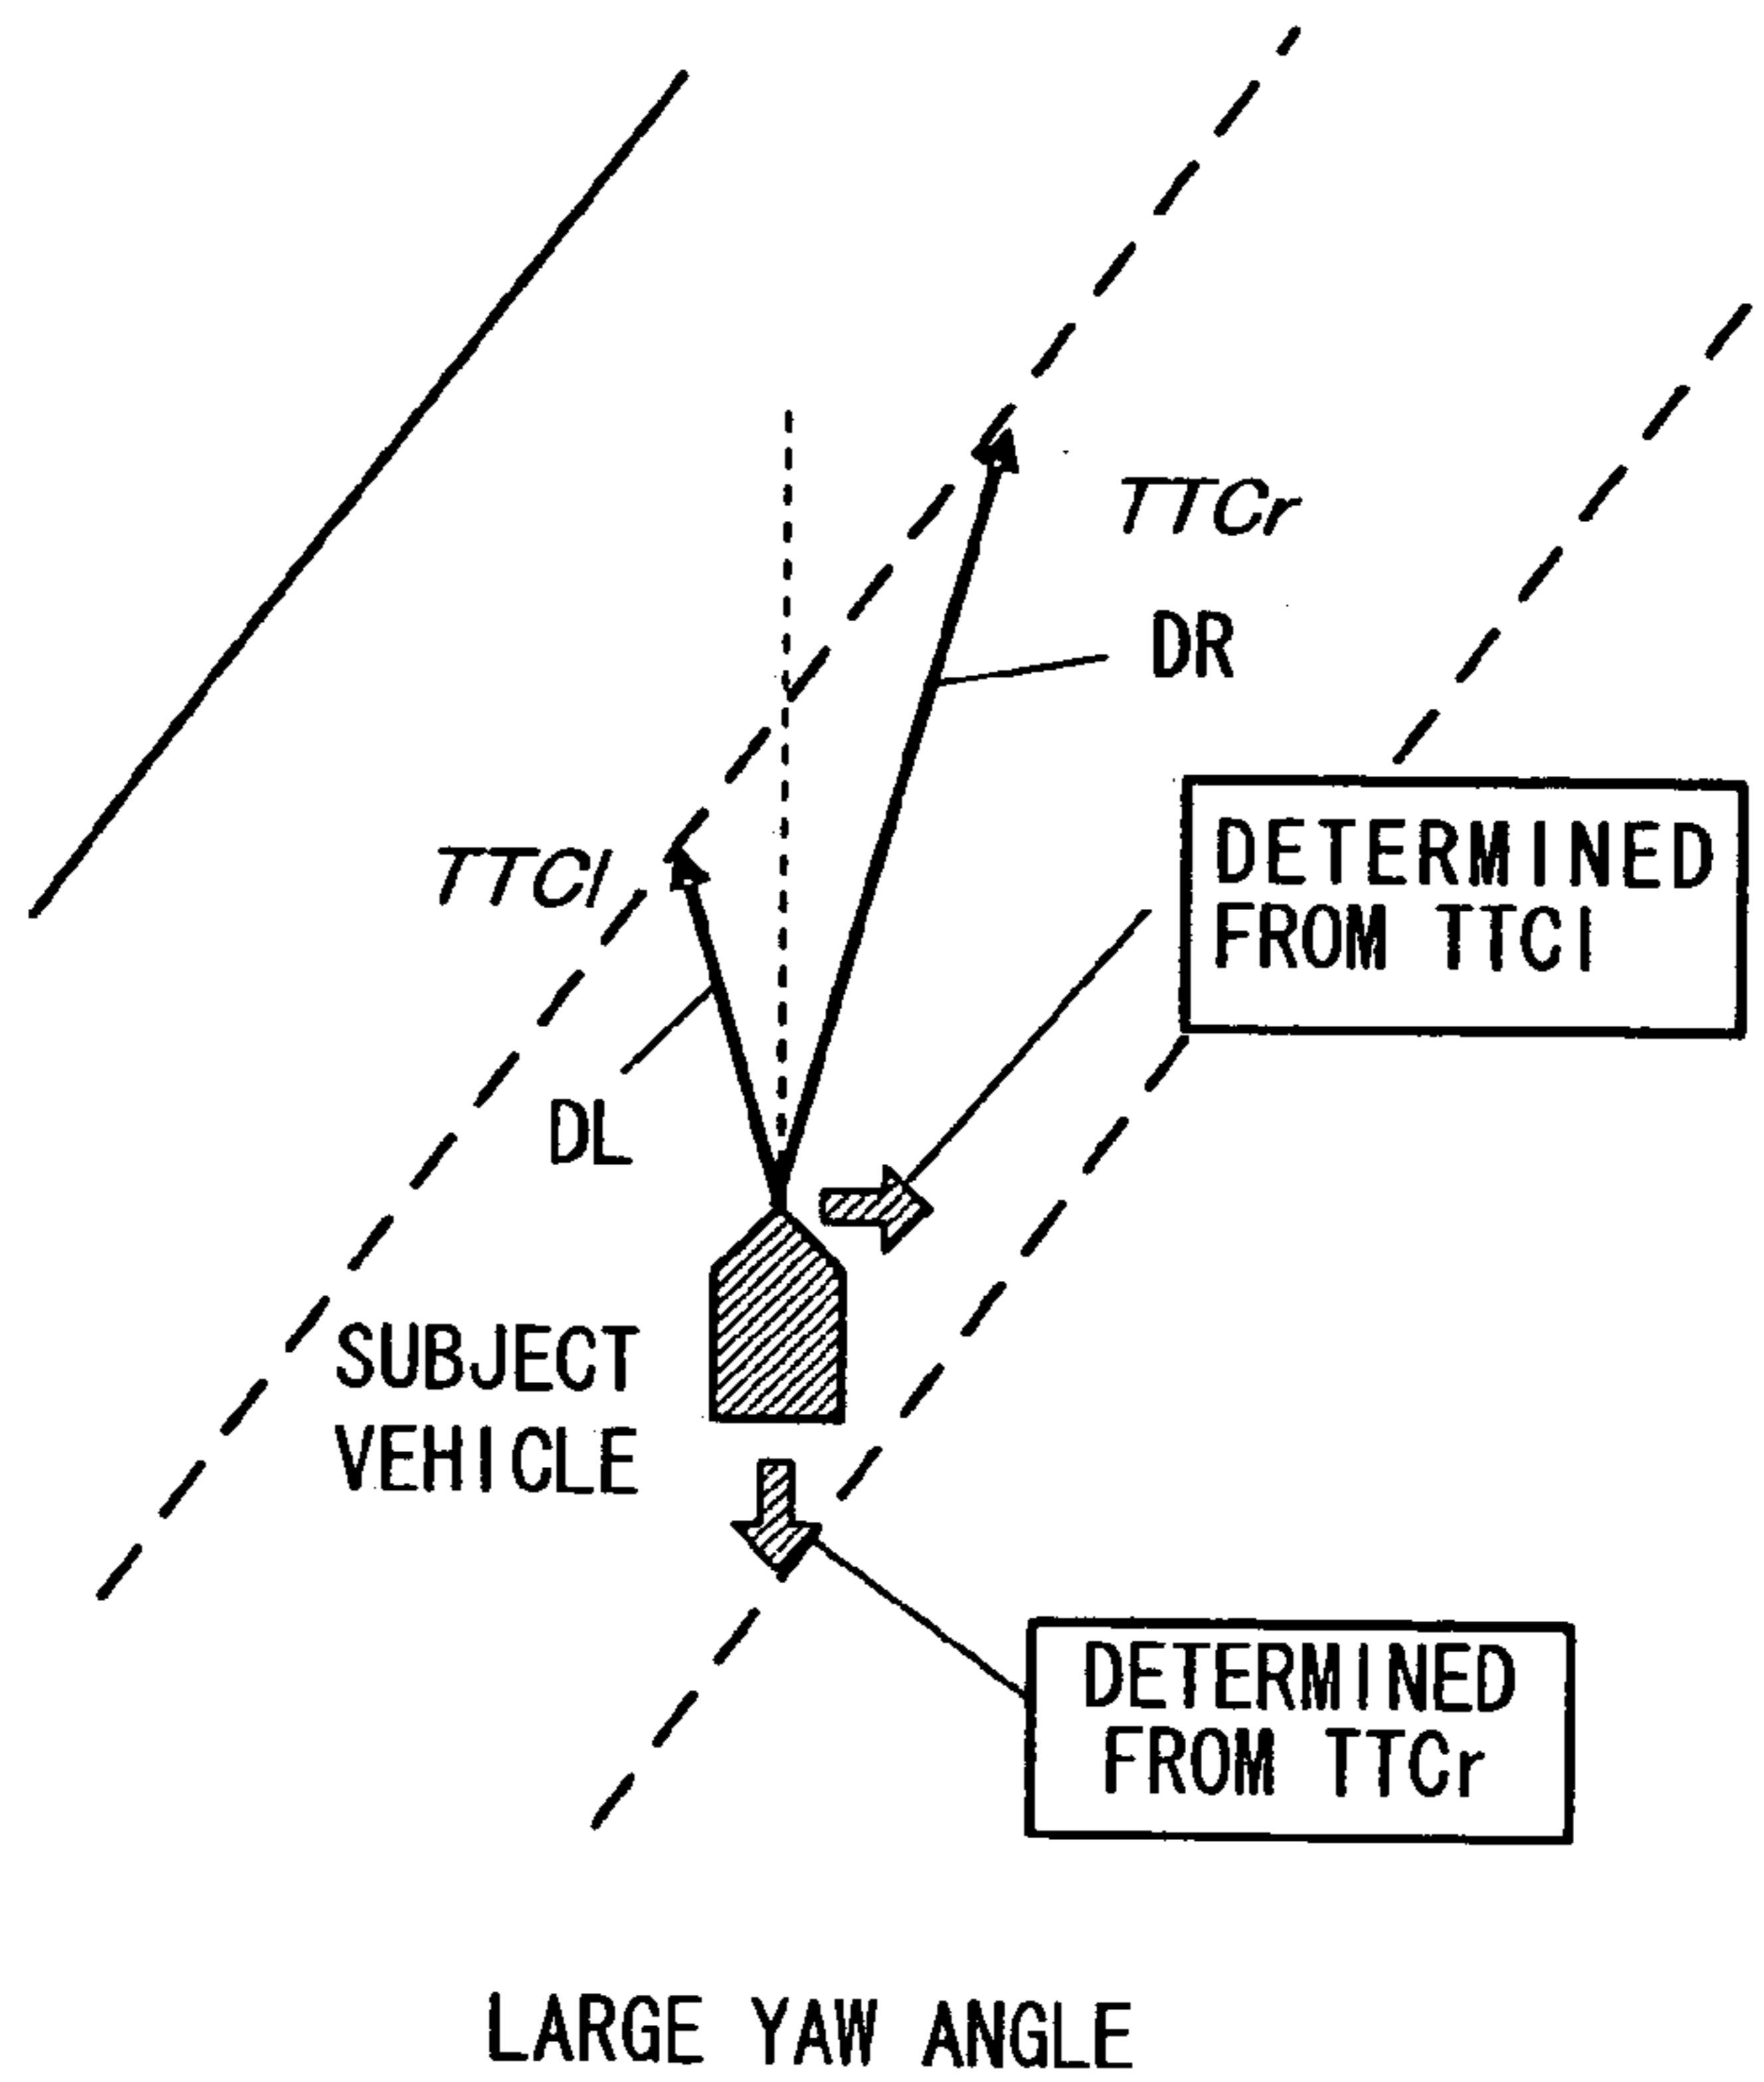 TTCr
DR
DETERMINED
FROM TTCl
TTCl
DL
SUBJECT
VEHICLE
DETERMINED
FROM TTCr
LARGE YAW ANGLE